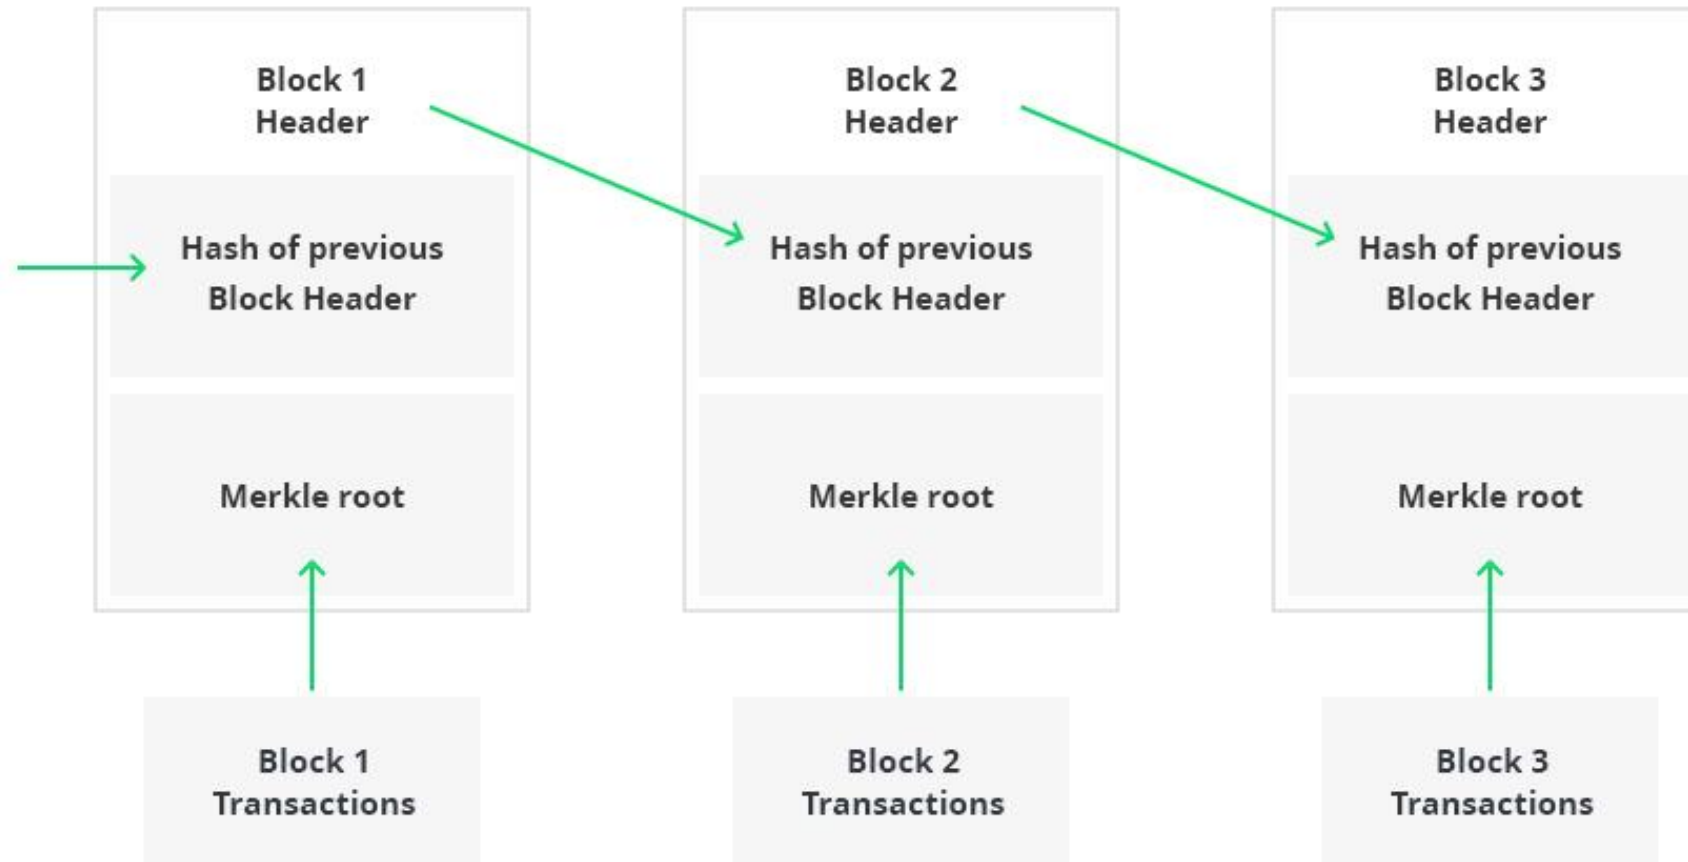 Block 1
Header
Hash of previous
Block Header
Merkle root
Block 1
Transactions
Block 2
Header
Hash of previous
Block Header
Merkle root
Block 2
Transactions
Block 3
Header
Hash of previous
Block Header
Merkle root
Block 3
Transactions